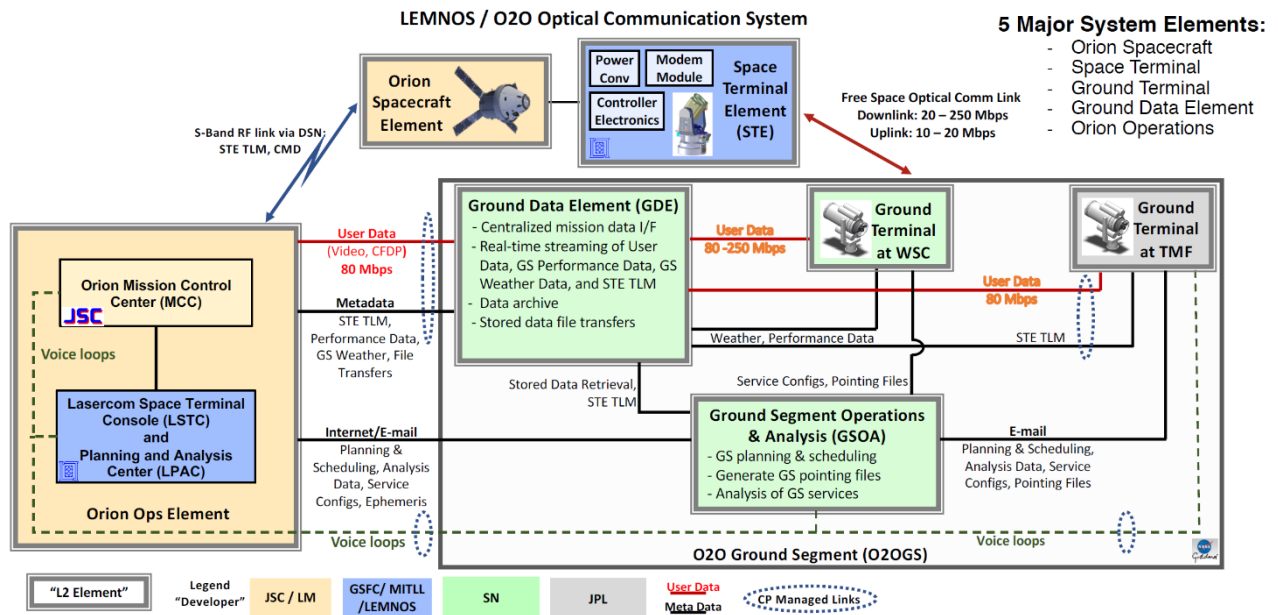 LEMNOS / O2O Optical Communication System
5 Major System Elements:
- Orion Spacecraft
- Space Terminal
- Ground Terminal
- Ground Data Element
- Orion Operations
Orion
Spacecraft
Element
Power
Conv
Modem
Module
Controller
Electronics
Space
Terminal
Element
(STE)
Free Space Optical Comm Link
Downlink: 20 – 250 Mbps
Uplink: 10 – 20 Mbps
S-Band RF link via DSN:
STE TLM, CMD
Ground Data Element (GDE)
- Centralized mission data I/F
- Real-time streaming of User
Data, GS Performance Data, GS
Weather Data, and STE TLM
- Data archive
- Stored data file transfers
User Data
80 -250 Mbps
Ground
Terminal
at WSC
Ground
Terminal
at TMF
User Data
80 Mbps
User Data
(Video, CFDP)
80 Mbps
Metadata
STE TLM,
Performance Data,
GS Weather, File
Transfers
Orion Mission Control
Center (MCC)
JSC
Voice loops
Lasercom Space Terminal
Console (LSTC)
and
Planning and Analysis
Center (LPAC)
Orion Ops Element
Weather, Performance Data
STE TLM
Stored Data Retrieval,
STE TLM
Service Configs, Pointing Files
Internet/E-mail
Planning &
Scheduling, Analysis
Data, Service
Configs, Ephemeris
Ground Segment Operations
& Analysis (GSOA)
- GS planning & scheduling
- Generate GS pointing files
- Analysis of GS services
E-mail
Planning & Scheduling,
Analysis Data, Service
Configs, Pointing Files
Voice loops
Voice loops
O2O Ground Segment (O2OGS)
"L2 Element"
Legend
"Developer"
JSC / LM
GSFC/ MITLL
/LEMNOS
SN
JPL
User Data
Meta Data
CP Managed Links